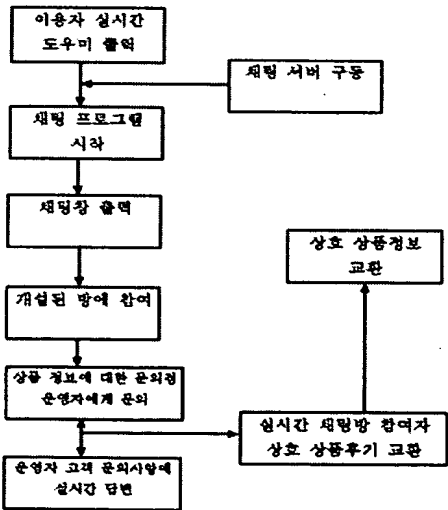 이용자 실시간
도우미 클릭
채팅 서버 구동
채팅 프로그램
시작
채팅창 출력
상호 상품정보
교환
개설된 방에 참여
상품 정보에 대한 문의점
운영자에게 문의
실시간 채팅방 참여자
상호 상품후기 교환
운영자 고객 문의사항에
실시간 답변